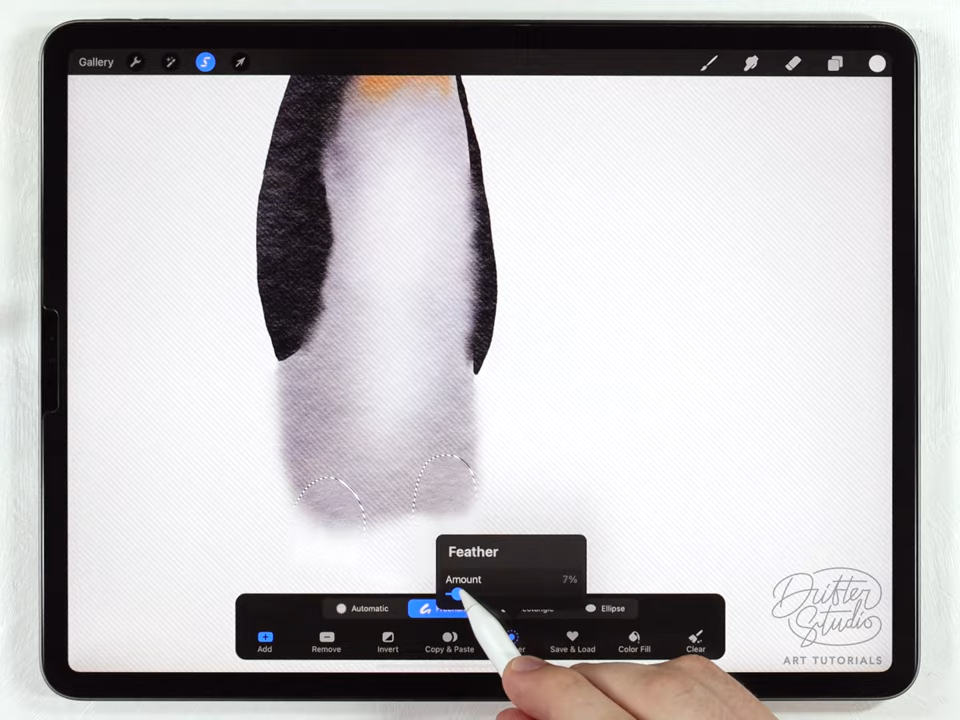 Gallery
Feather
Amount 7%
Automatic
Ellipse
Add
Remove
Invert
Copy & Paste
Save & Load
Color Fill
Clear
Drifter
Studio
ART TUTORIALS